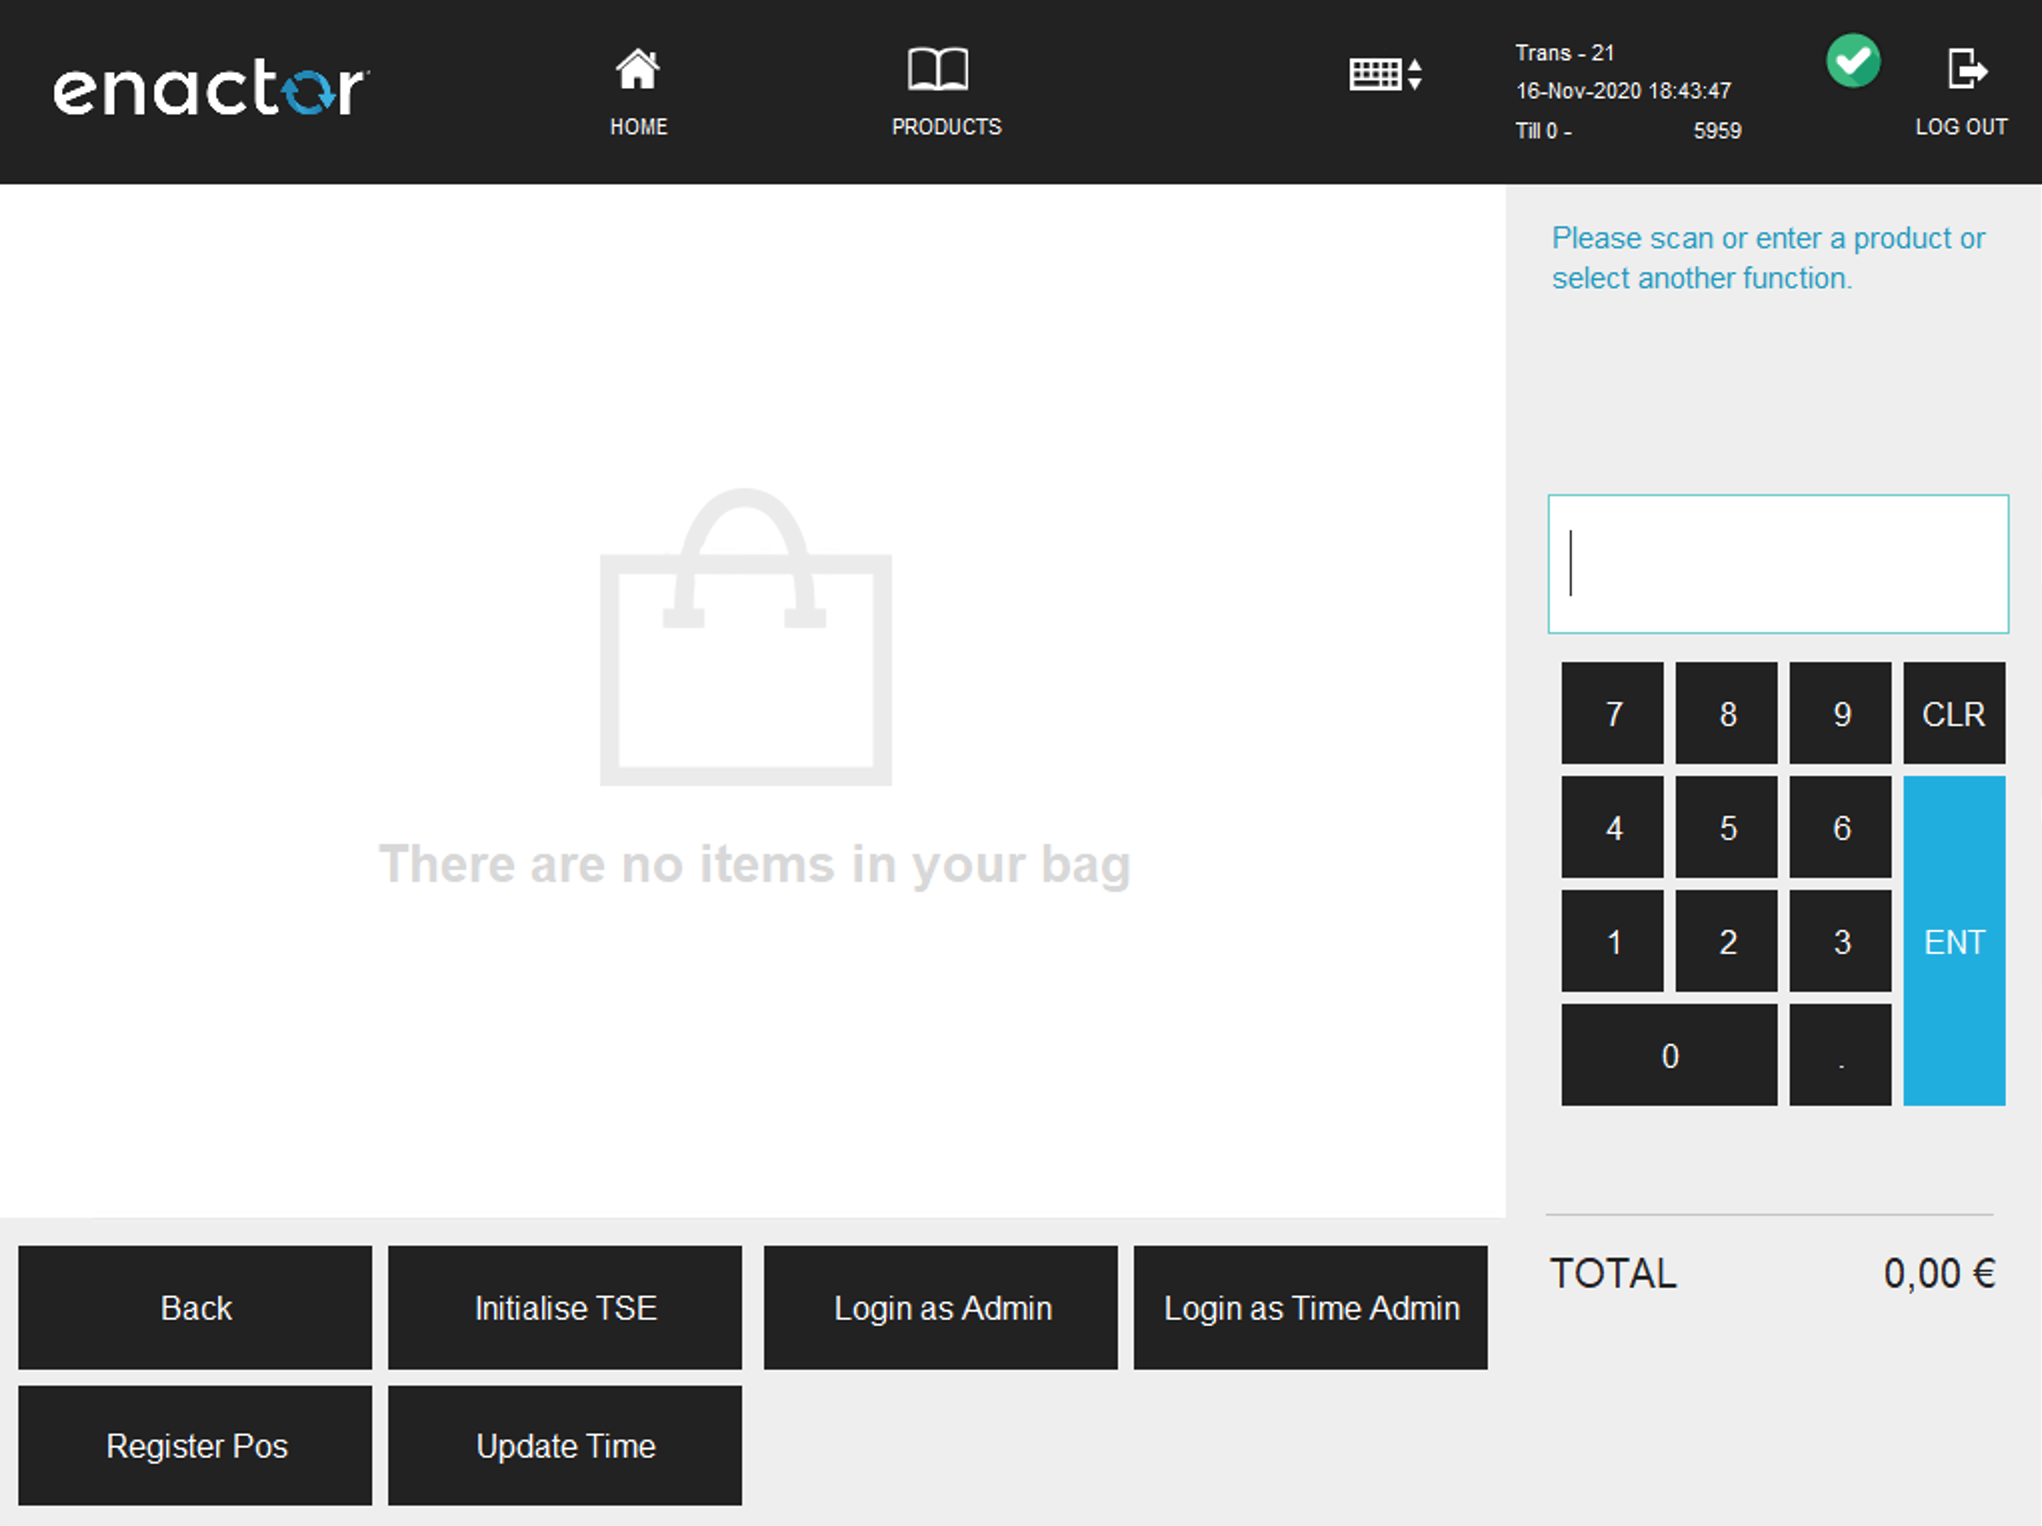 enactor
HOME
PRODUCTS
Trans - 21
16-Nov-2020 18:43:47
Till 0 - 5959
LOG OUT
Please scan or enter a product or
select another function.
There are no items in your bag
7 8 9 CLR
4 5 6
1 2 3 ENT
0 .
TOTAL 0,00 €
Back
Initialise TSE
Login as Admin
Login as Time Admin
Register Pos
Update Time